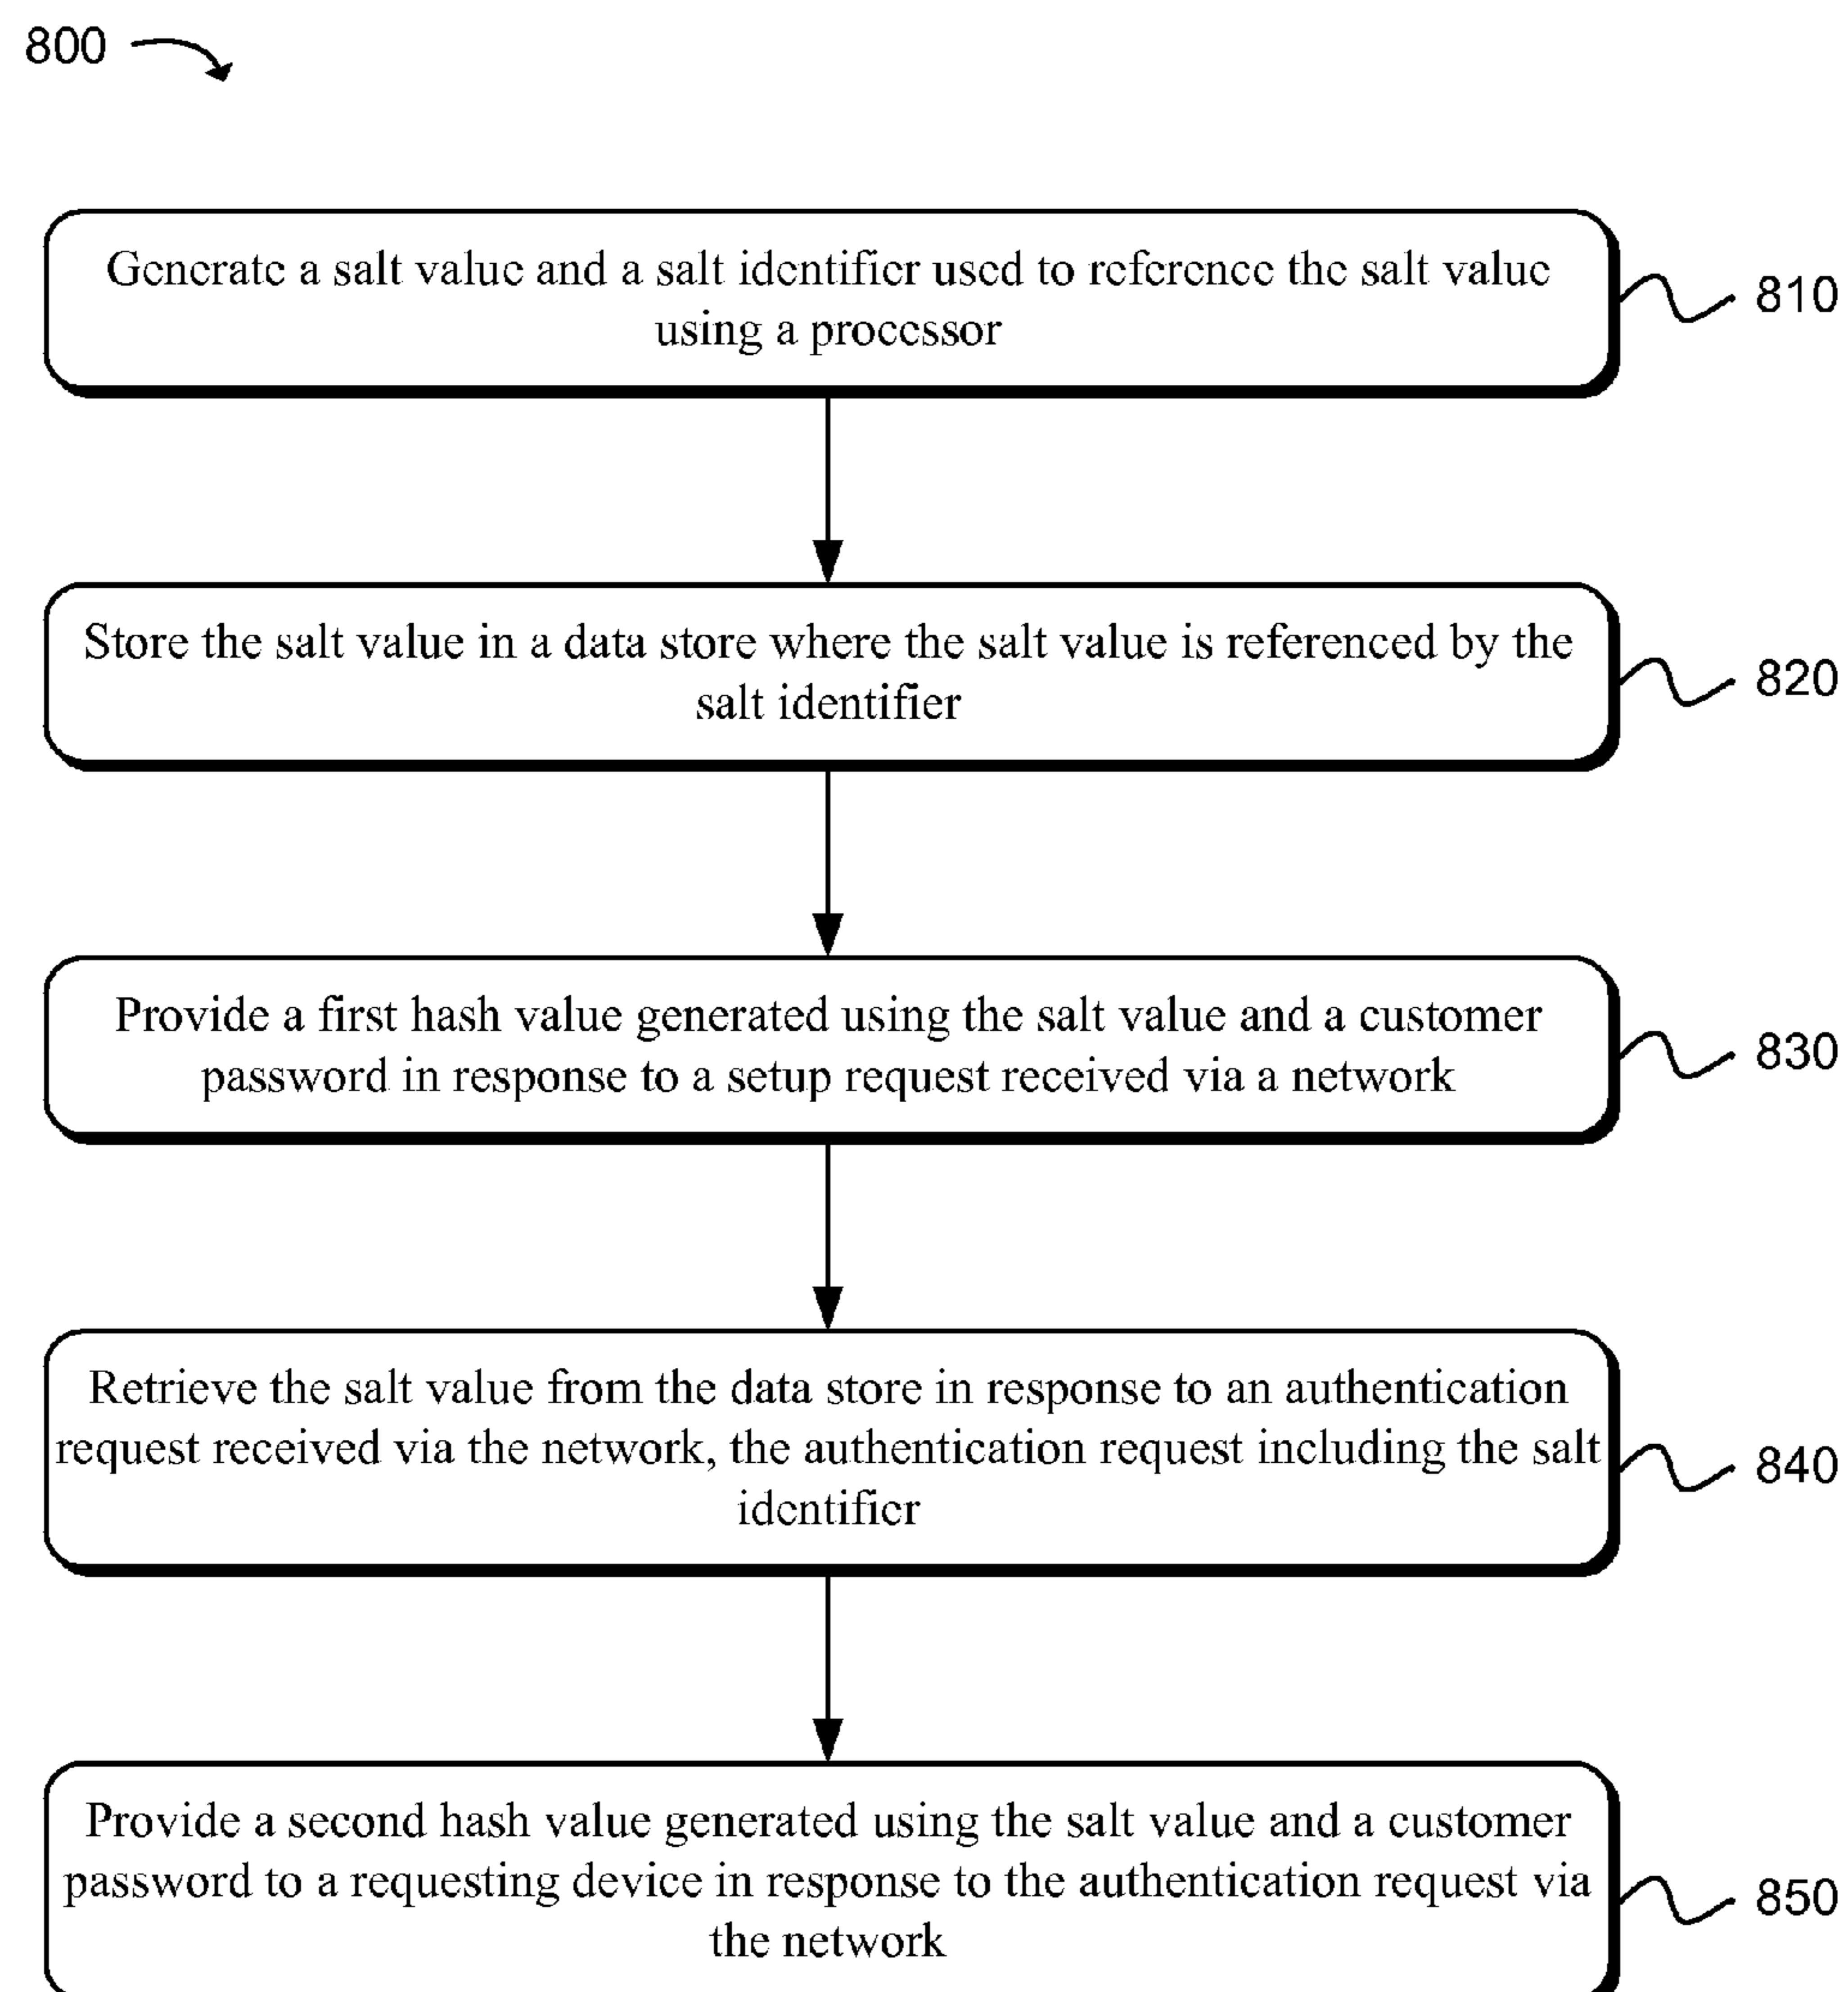 800
Generate a salt value and a salt identifier used to reference the salt value
using a processor
810
Store the salt value in a data store where the salt value is referenced by the
salt identifier
820
Provide a first hash value generated using the salt value and a customer
password in response to a setup request received via a network
830
Retrieve the salt value from the data store in response to an authentication
request received via the network, the authentication request including the salt
identifier
840
Provide a second hash value generated using the salt value and a customer
password to a requesting device in response to the authentication request via
the network
850